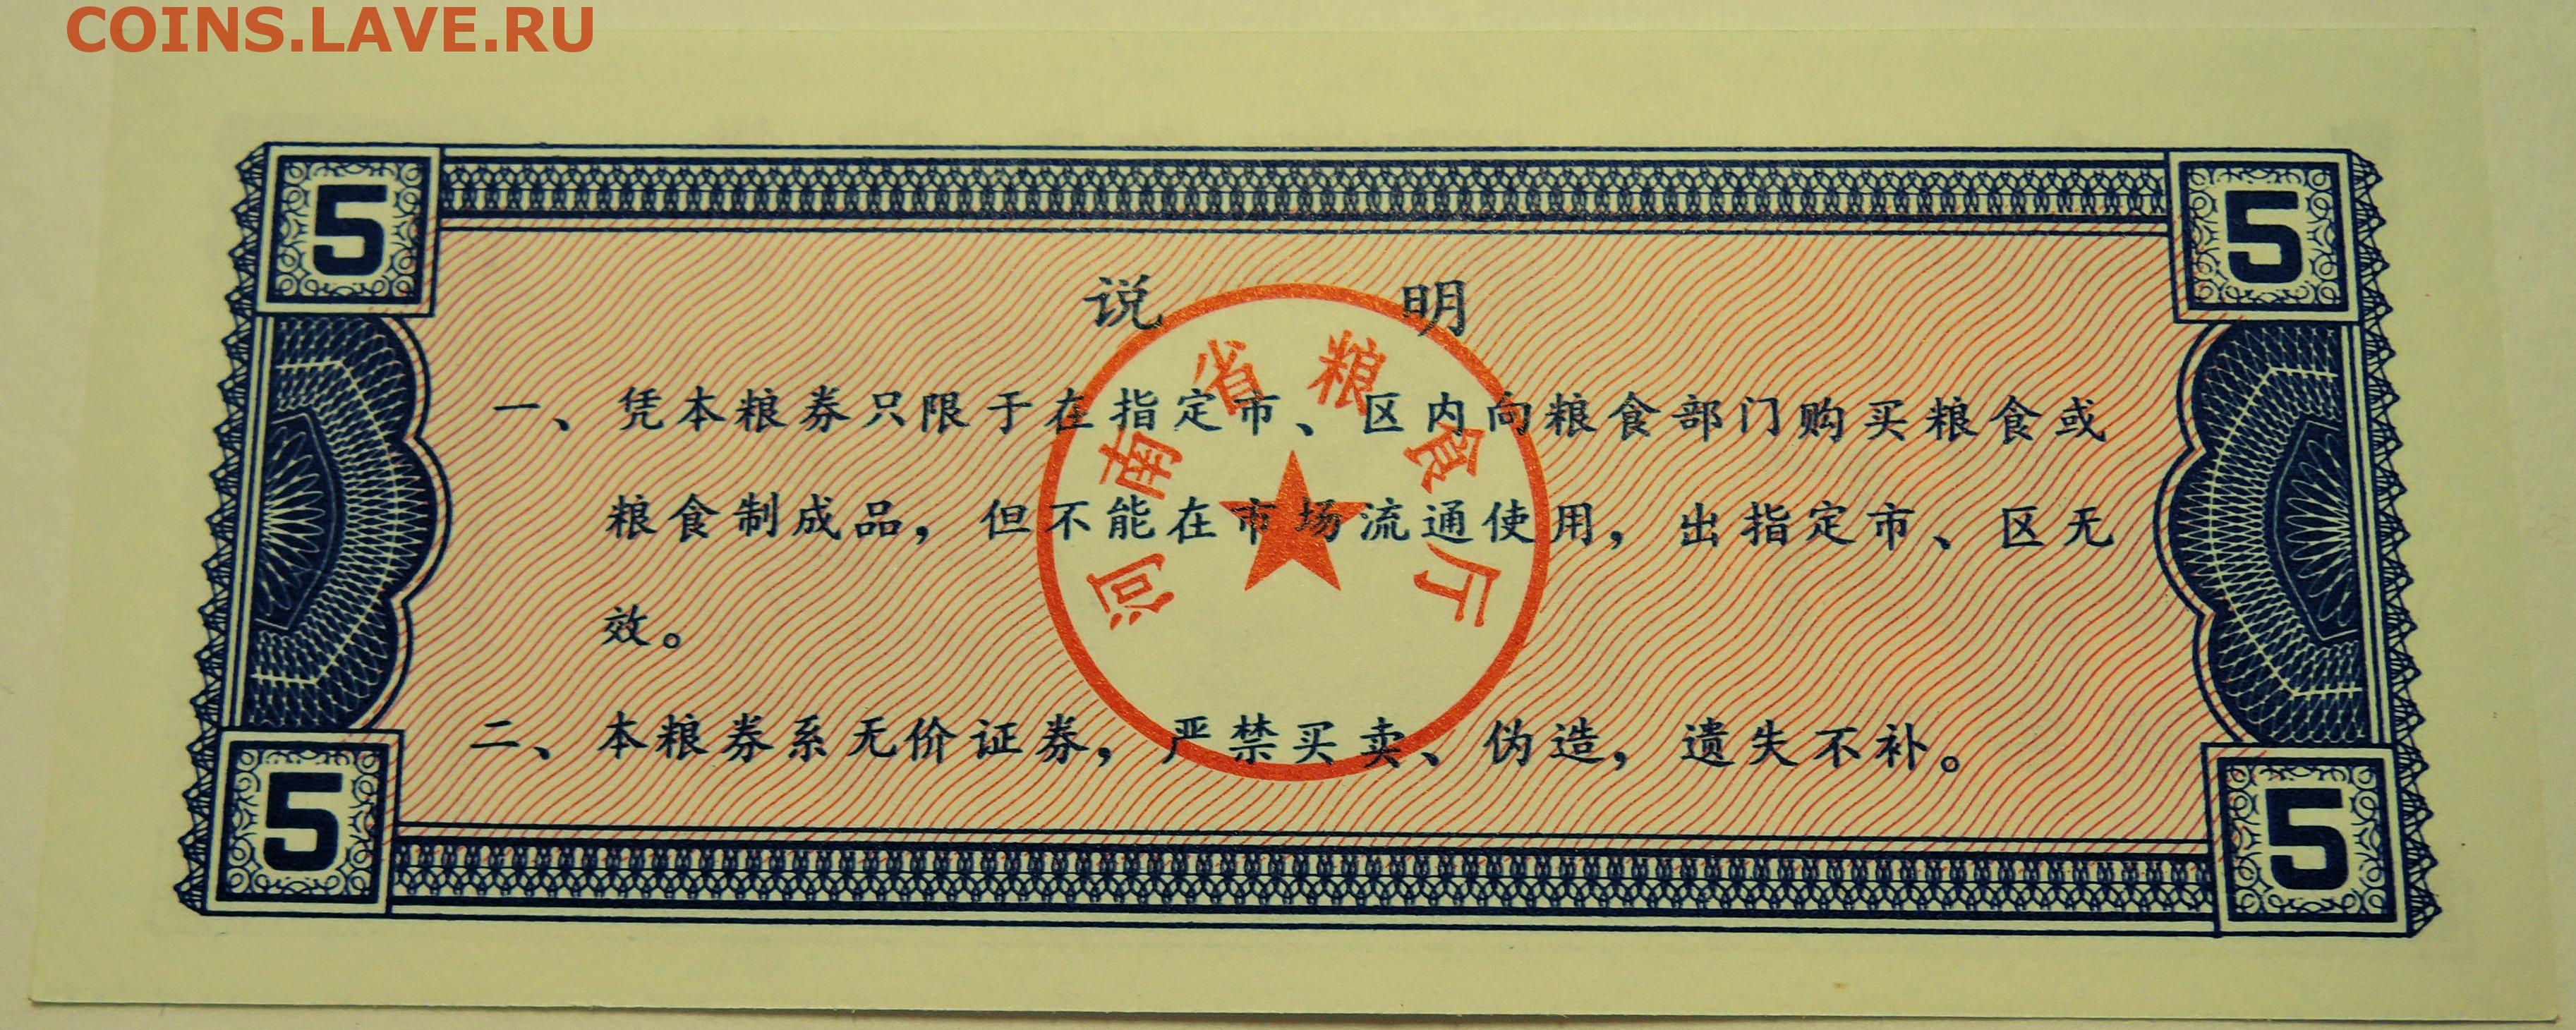 COINS.LAVE.RU
5 5
说 明
河南省粮食厅
一、凭本粮券只限于在指定市、区内向粮食部门购买粮食或
粮食制成品，但不能在市场流通使用，出指定市、区无
效。
二、本粮券系无价证券，严禁买卖、伪造，遗失不补。
5 5